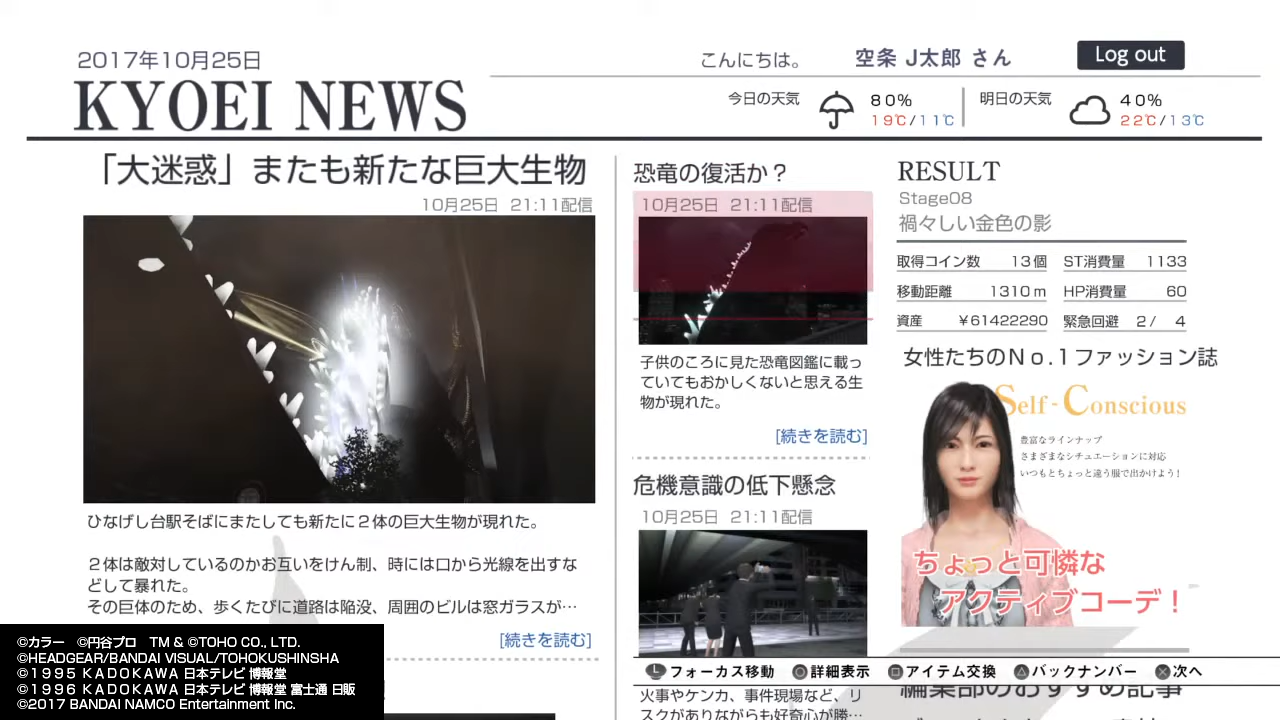 2017年10月25日
こんにちは。
空条 J太郎 さん
Log out
KYOEI NEWS
今日の天気
80%
19℃/11℃
明日の天気
40%
22℃/13℃
「大迷惑」またも新たな巨大生物
10月25日 21:11配信
ひなげし台駅そばにまたしても新たに２体の巨大生物が現れた。
２体は敵対しているのかお互いをけん制、時には口から光線を出すな
どして暴れた。
その巨体のため、歩くたびに道路は陥没、周囲のビルは窓ガラスが…
[続きを読む]
恐竜の復活か？
10月25日 21:11配信
子供のころに見た恐竜図鑑に載っ
ていてもおかしくないと思える生
物が現れた。
[続きを読む]
危機意識の低下懸念
10月25日 21:11配信
火事やケンカ、事件現場など、リ
スクがありながらも好奇心が勝…
RESULT
Stage08
禍々しい金色の影
取得コイン数 13個
ST消費量 1133
移動距離 1310m
HP消費量 60
資産 ￥61422290
緊急回避 2/ 4
女性たちのＮｏ.１ファッション誌
Self-Conscious
豊富なラインナップ
さまざまなシチュエーションに対応
いつもとちょっと違う服で出かけよう！
ちょっと可憐な
アクティブコーデ！
編集部のおすすめ記事
L フォーカス移動 ◯詳細表示 □アイテム交換 △バックナンバー ×次へ
©カラー ©円谷プロ TM & ©TOHO CO., LTD.
©HEADGEAR/BANDAI VISUAL/TOHOKUSHINSHA
©1995 KADOKAWA 日本テレビ 博報堂
©1996 KADOKAWA 日本テレビ 博報堂 富士通 日販
©2017 BANDAI NAMCO Entertainment Inc.